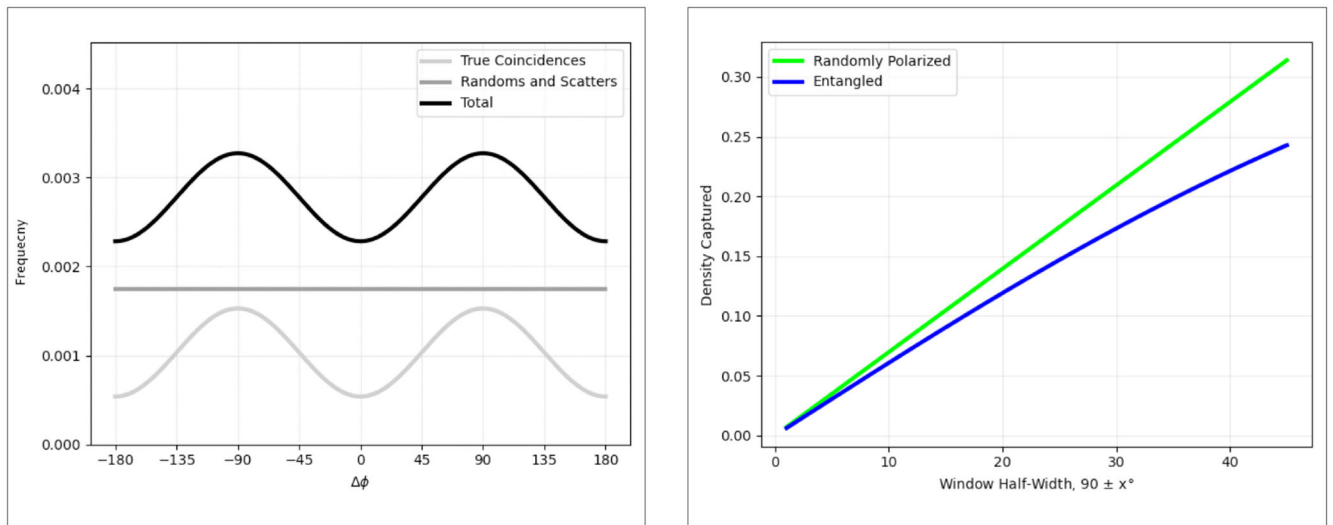 True Coincidences
Randoms and Scatters
Total
0.004
0.003
0.002
0.001
0.000
Frequecny
−180
−135
−90
−45
0
45
90
135
180
Δϕ
Randomly Polarized
Entangled
0.30
0.25
0.20
0.15
0.10
0.05
0.00
Density Captured
0
10
20
30
40
Window Half-Width, 90 ± x°